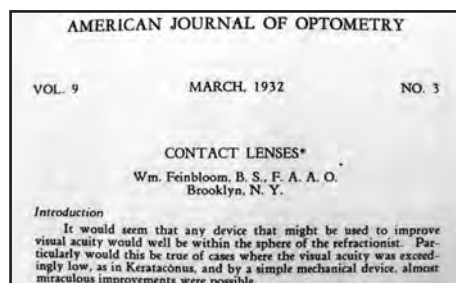 AMERICAN JOURNAL OF OPTOMETRY
VOL. 9 MARCH, 1932 NO. 3
CONTACT LENSES*
Wm. Feinbloom, B. S., F. A. A. O.
Brooklyn, N. Y.
Introduction
It would seem that any device that might be used to improve
visual acuity would well be within the sphere of the refractionist. Par-
ticularly would this be true of cases where the visual acuity was exceed-
ingly low, as in Kerataconus, and by a simple mechanical device, almost
miraculous improvements were possible.